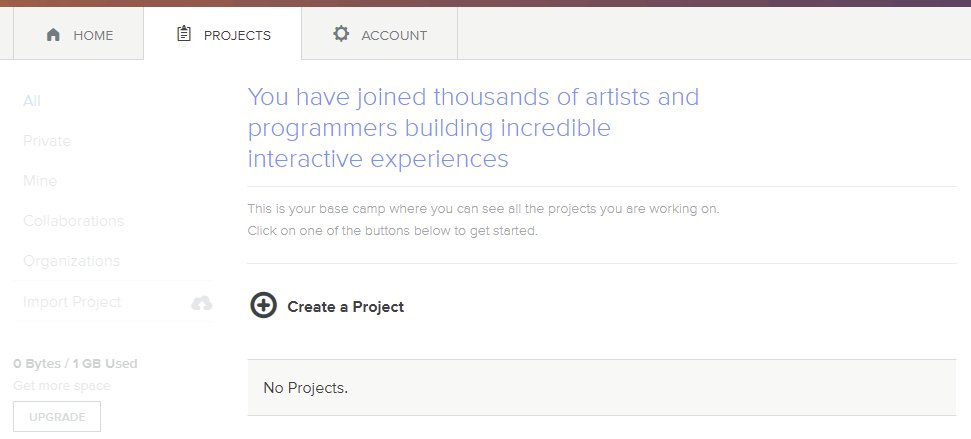 HOME
PROJECTS
ACCOUNT
All
Private
Mine
Collaborations
Organizations
Import Project
0 Bytes / 1 GB Used
Get more space
UPGRADE
You have joined thousands of artists and
programmers building incredible
interactive experiences
This is your base camp where you can see all the projects you are working on.
Click on one of the buttons below to get started.
Create a Project
No Projects.